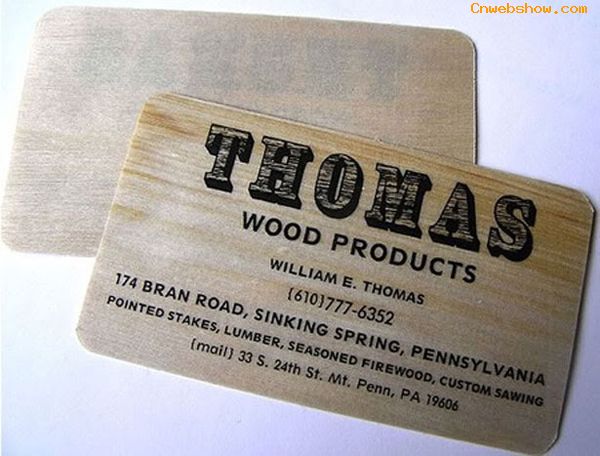 Cnwebshow.com
THOMAS
WOOD PRODUCTS
WILLIAM E. THOMAS
{610}777-6352
174 BRAN ROAD, SINKING SPRING, PENNSYLVANIA
POINTED STAKES, LUMBER, SEASONED FIREWOOD, CUSTOM SAWING
{mail} 33 S. 24th St. Mt. Penn, PA 19606